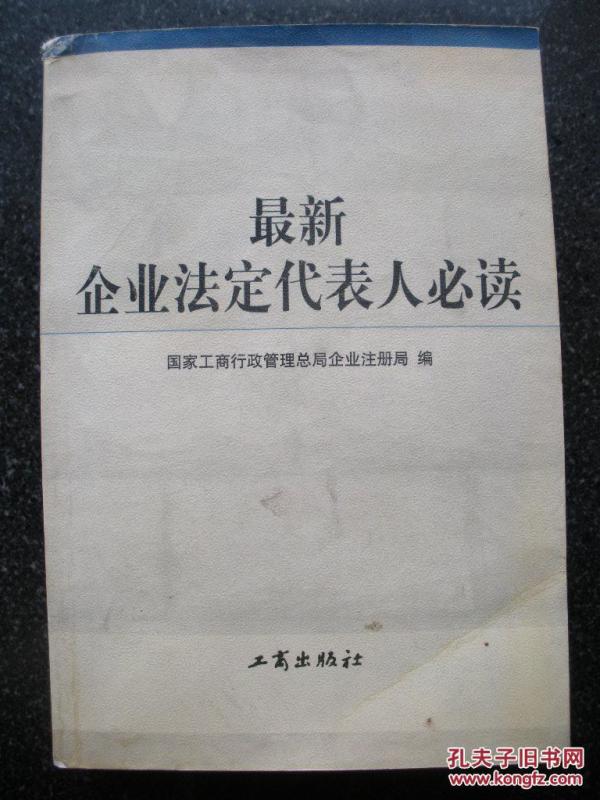 最新
企业法定代表人必读
国家工商行政管理总局企业注册局 编
工商出版社
孔夫子旧书网
www.kongfz.com